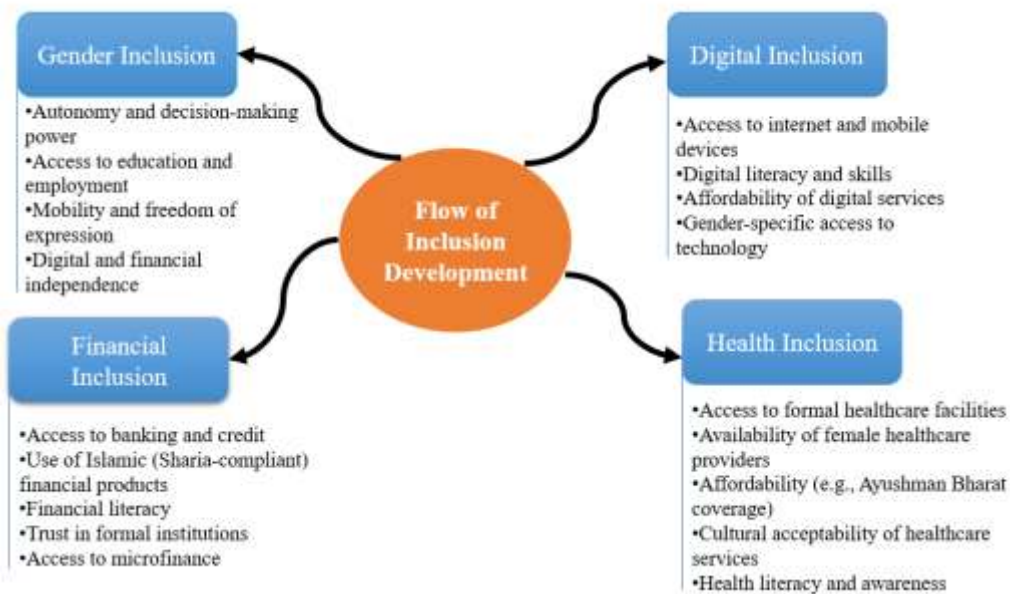 Gender Inclusion
•Autonomy and decision-making
power
•Access to education and
employment
•Mobility and freedom of
expression
•Digital and financial
independence
Digital Inclusion
•Access to internet and mobile
devices
•Digital literacy and skills
•Affordability of digital services
•Gender-specific access to
technology
Flow of
Inclusion
Development
Financial
Inclusion
•Access to banking and credit
•Use of Islamic (Sharia-compliant)
financial products
•Financial literacy
•Trust in formal institutions
•Access to microfinance
Health Inclusion
•Access to formal healthcare facilities
•Availability of female healthcare
providers
•Affordability (e.g., Ayushman Bharat
coverage)
•Cultural acceptability of healthcare
services
•Health literacy and awareness